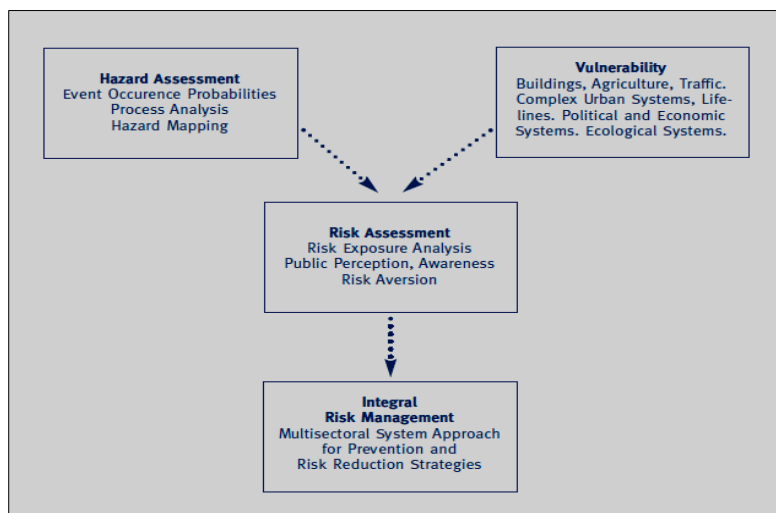 Hazard Assessment
Event Occurence Probabilities
Process Analysis
Hazard Mapping
Vulnerability
Buildings, Agriculture, Traffic.
Complex Urban Systems, Life-
lines. Political and Economic
Systems. Ecological Systems.
Risk Assessment
Risk Exposure Analysis
Public Perception, Awareness
Risk Aversion
Integral
Risk Management
Multisectoral System Approach
for Prevention and
Risk Reduction Strategies